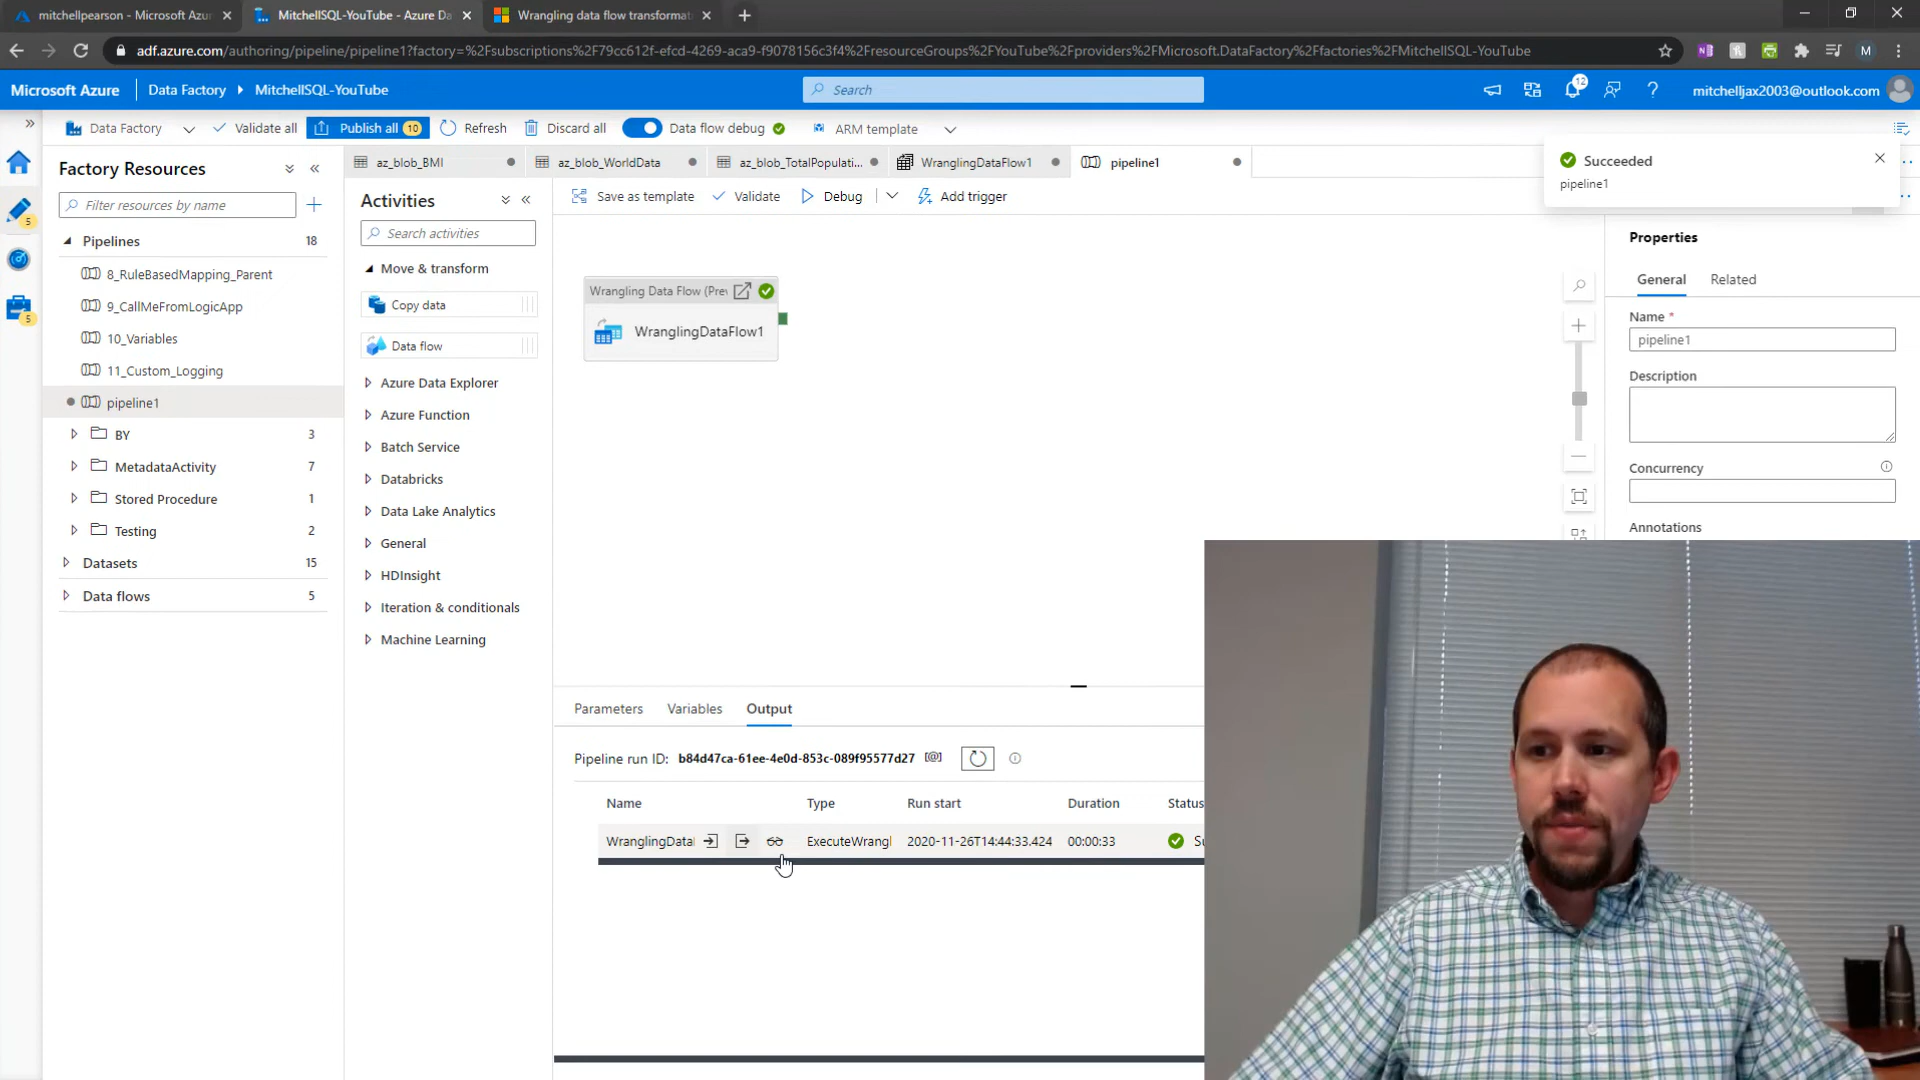 mitchellpearson - Microsoft Azur
MitchellSQL-YouTube - Azure Da
Wrangling data flow transformat
adf.azure.com/authoring/pipeline/pipeline1?factory=%2Fsubscriptions%2F79cc612f-efcd-4269-aca9-f9078156c3f4%2FresourceGroups%2FYouTube%2Fproviders%2FMicrosoft.DataFactory%2Ffactories%2FMitchellSQL-YouTube
M
Microsoft Azure
Data Factory
MitchellSQL-YouTube
Search
12
mitchelljax2003@outlook.com
Data Factory
Validate all
Publish all 10
Refresh
Discard all
Data flow debug
ARM template
Factory Resources
Filter resources by name
Pipelines 18
8_RuleBasedMapping_Parent
9_CallMeFromLogicApp
10_Variables
11_Custom_Logging
pipeline1
BY 3
MetadataActivity 7
Stored Procedure 1
Testing 2
Datasets 15
Data flows 5
5
5
az_blob_BMI
az_blob_WorldData
az_blob_TotalPopulati...
WranglingDataFlow1
pipeline1
Activities
Search activities
Move & transform
Copy data
Data flow
Azure Data Explorer
Azure Function
Batch Service
Databricks
Data Lake Analytics
General
HDInsight
Iteration & conditionals
Machine Learning
Save as template
Validate
Debug
Add trigger
Wrangling Data Flow (Prev
WranglingDataFlow1
Succeeded
pipeline1
Properties
General
Related
Name *
pipeline1
Description
Concurrency
Annotations
Parameters
Variables
Output
Pipeline run ID: b84d47ca-61ee-4e0d-853c-089f95577d27
Name
Type
Run start
Duration
Status
WranglingDatal
ExecuteWrangl
2020-11-26T14:44:33.424
00:00:33
Su